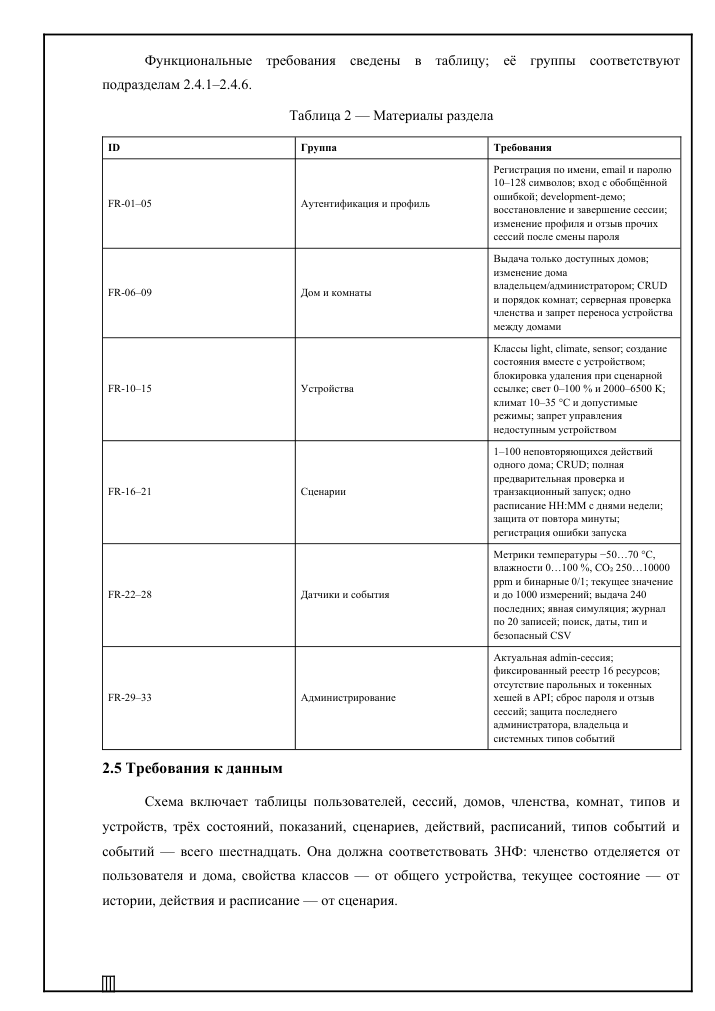 Функциональные требования сведены в таблицу; её группы соответствуют
подразделам 2.4.1–2.4.6.
Таблица 2 — Материалы раздела
ID Группа Требования
FR-01–05 Аутентификация и профиль
Регистрация по имени, email и паролю
10–128 символов; вход с обобщённой
ошибкой; development-демо;
восстановление и завершение сессии;
изменение профиля и отзыв прочих
сессий после смены пароля
FR-06–09 Дом и комнаты
Выдача только доступных домов;
изменение дома
владельцем/администратором; CRUD
и порядок комнат; серверная проверка
членства и запрет переноса устройства
между домами
FR-10–15 Устройства
Классы light, climate, sensor; создание
состояния вместе с устройством;
блокировка удаления при сценарной
ссылке; свет 0–100 % и 2000–6500 K;
климат 10–35 °C и допустимые
режимы; запрет управления
недоступным устройством
FR-16–21 Сценарии
1–100 неповторяющихся действий
одного дома; CRUD; полная
предварительная проверка и
транзакционный запуск; одно
расписание HH:MM с днями недели;
защита от повтора минуты;
регистрация ошибки запуска
FR-22–28 Датчики и события
Метрики температуры −50…70 °C,
влажности 0…100 %, CO₂ 250…10000
ppm и бинарные 0/1; текущее значение
и до 1000 измерений; выдача 240
последних; явная симуляция; журнал
по 20 записей; поиск, даты, тип и
безопасный CSV
FR-29–33 Администрирование
Актуальная admin-сессия;
фиксированный реестр 16 ресурсов;
отсутствие парольных и токенных
хешей в API; сброс пароля и отзыв
сессий; защита последнего
администратора, владельца и
системных типов событий
2.5 Требования к данным
Схема включает таблицы пользователей, сессий, домов, членства, комнат, типов и
устройств, трёх состояний, показаний, сценариев, действий, расписаний, типов событий и
событий — всего шестнадцать. Она должна соответствовать 3НФ: членство отделяется от
пользователя и дома, свойства классов — от общего устройства, текущее состояние — от
истории, действия и расписание — от сценария.